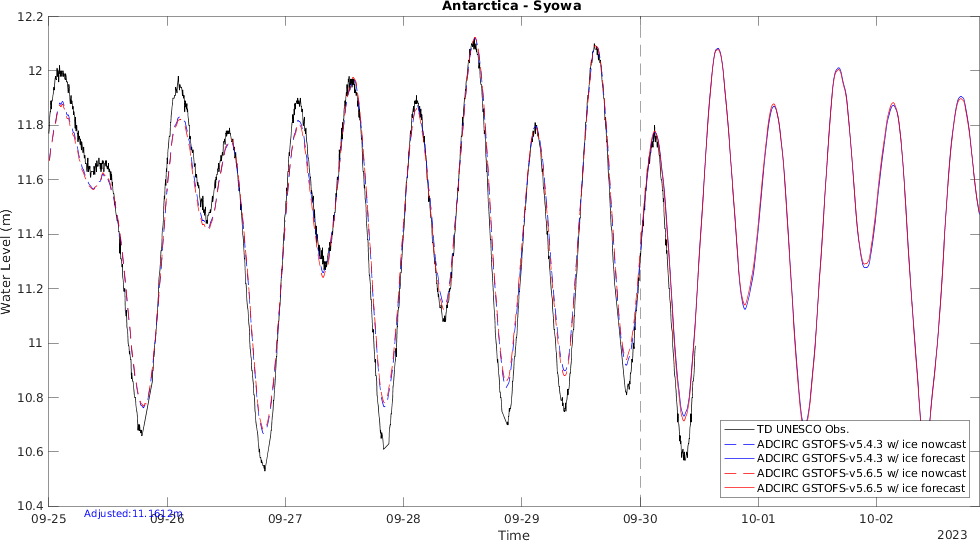 Antarctica - Syowa
12.2
12
11.8
11.6
11.4
11.2
11
10.8
10.6
10.4
Water Level (m)
TD UNESCO Obs.
ADCIRC GSTOFS-v5.4.3 w/ ice nowcast
ADCIRC GSTOFS-v5.4.3 w/ ice forecast
ADCIRC GSTOFS-v5.6.5 w/ ice nowcast
ADCIRC GSTOFS-v5.6.5 w/ ice forecast
Adjusted:11.1612m
09-25 09-26 09-27 09-28 09-29 09-30 10-01 10-02
Time
2023